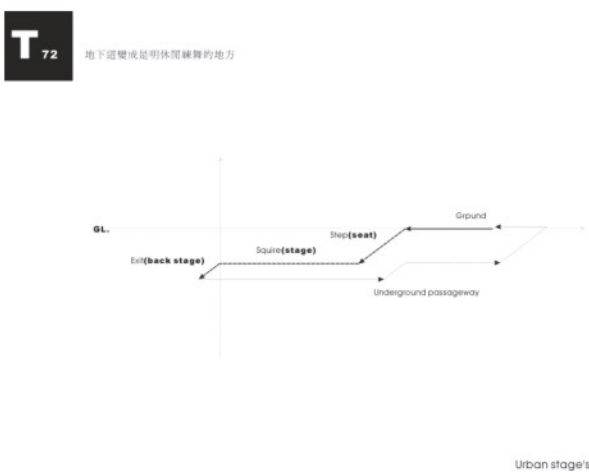 T 72
地下道變成是明休閒練舞的地方
Grpund
GL.
Step(seat)
Squire(stage)
Exit(back stage)
Underground passageway
Urban stage's